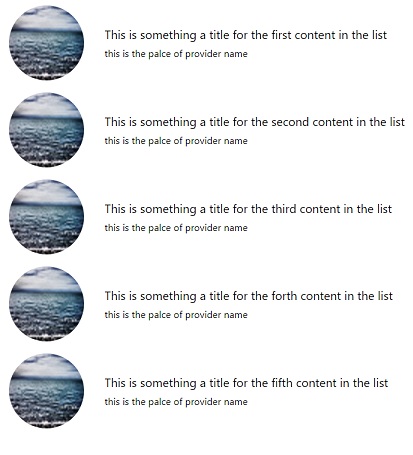 This is something a title for the first content in the list
this is the palce of provider name
This is something a title for the second content in the list
this is the palce of provider name
This is something a title for the third content in the list
this is the palce of provider name
This is something a title for the forth content in the list
this is the palce of provider name
This is something a title for the fifth content in the list
this is the palce of provider name